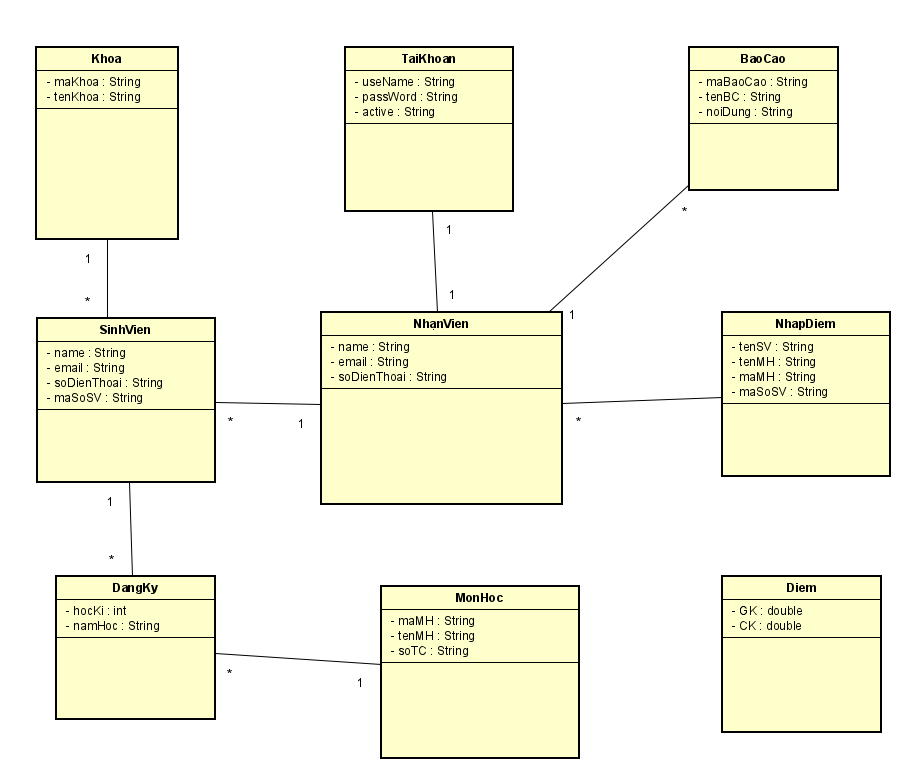 Khoa
- maKhoa : String
- tenKhoa : String
TaiKhoan
- useName : String
- passWord : String
- active : String
BaoCao
- maBaoCao : String
- tenBC : String
- noiDung : String
1
*
1
1
*
1
SinhVien
- name : String
- email : String
- soDienThoai : String
- maSoSV : String
NhanVien
- name : String
- email : String
- soDienThoai : String
NhapDiem
- tenSV : String
- tenMH : String
- maMH : String
- maSoSV : String
*
1
*
1
*
DangKy
- hocKi : int
- namHoc : String
MonHoc
- maMH : String
- tenMH : String
- soTC : String
Diem
- GK : double
- CK : double
*
1